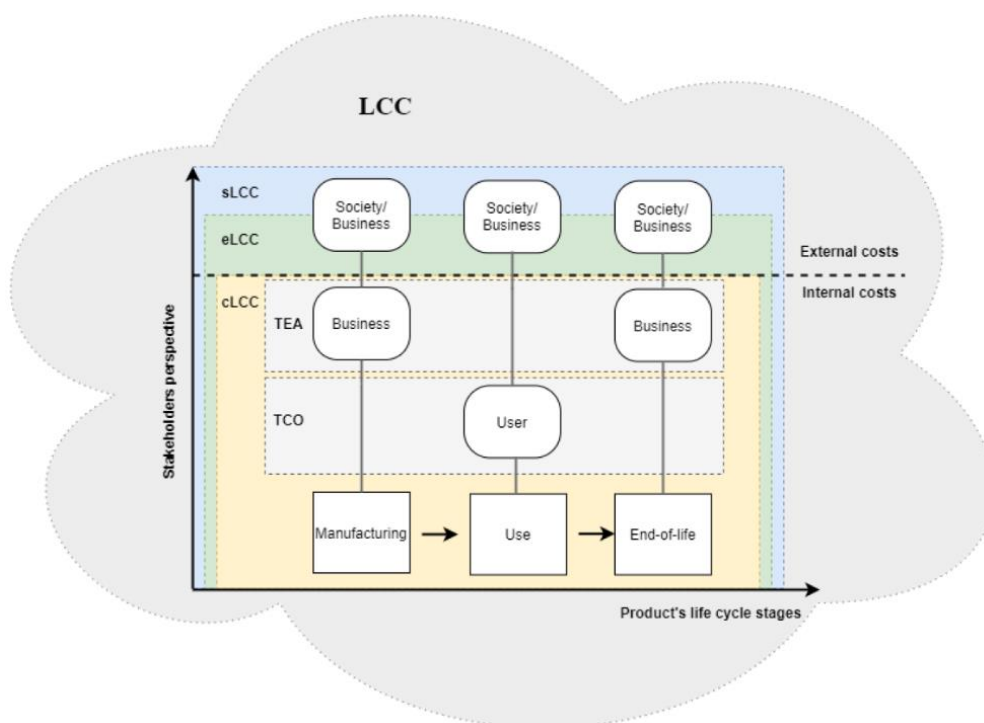 LCC
sLCC
Society/
Business
Society/
Business
Society/
Business
eLCC
External costs
Internal costs
cLCC
TEA
Business
Business
TCO
User
Stakeholders perspective
Manufacturing
Use
End-of-life
Product's life cycle stages